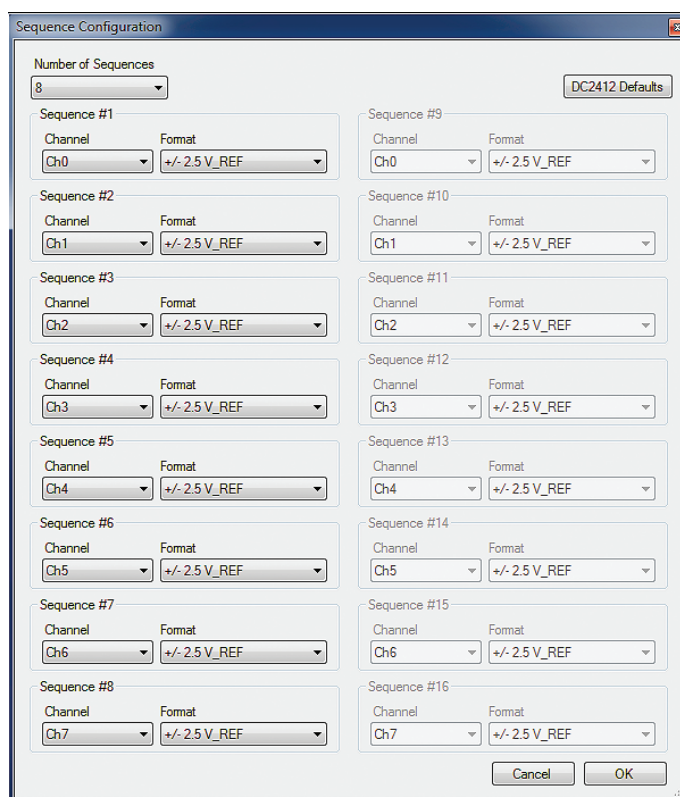 Sequence Configuration
Number of Sequences
8
DC2412 Defaults
Sequence #1
Channel Format
Ch0 +/- 2.5 V_REF
Sequence #2
Channel Format
Ch1 +/- 2.5 V_REF
Sequence #3
Channel Format
Ch2 +/- 2.5 V_REF
Sequence #4
Channel Format
Ch3 +/- 2.5 V_REF
Sequence #5
Channel Format
Ch4 +/- 2.5 V_REF
Sequence #6
Channel Format
Ch5 +/- 2.5 V_REF
Sequence #7
Channel Format
Ch6 +/- 2.5 V_REF
Sequence #8
Channel Format
Ch7 +/- 2.5 V_REF
Sequence #9
Channel Format
Ch0 +/- 2.5 V_REF
Sequence #10
Channel Format
Ch1 +/- 2.5 V_REF
Sequence #11
Channel Format
Ch2 +/- 2.5 V_REF
Sequence #12
Channel Format
Ch3 +/- 2.5 V_REF
Sequence #13
Channel Format
Ch4 +/- 2.5 V_REF
Sequence #14
Channel Format
Ch5 +/- 2.5 V_REF
Sequence #15
Channel Format
Ch6 +/- 2.5 V_REF
Sequence #16
Channel Format
Ch7 +/- 2.5 V_REF
Cancel OK